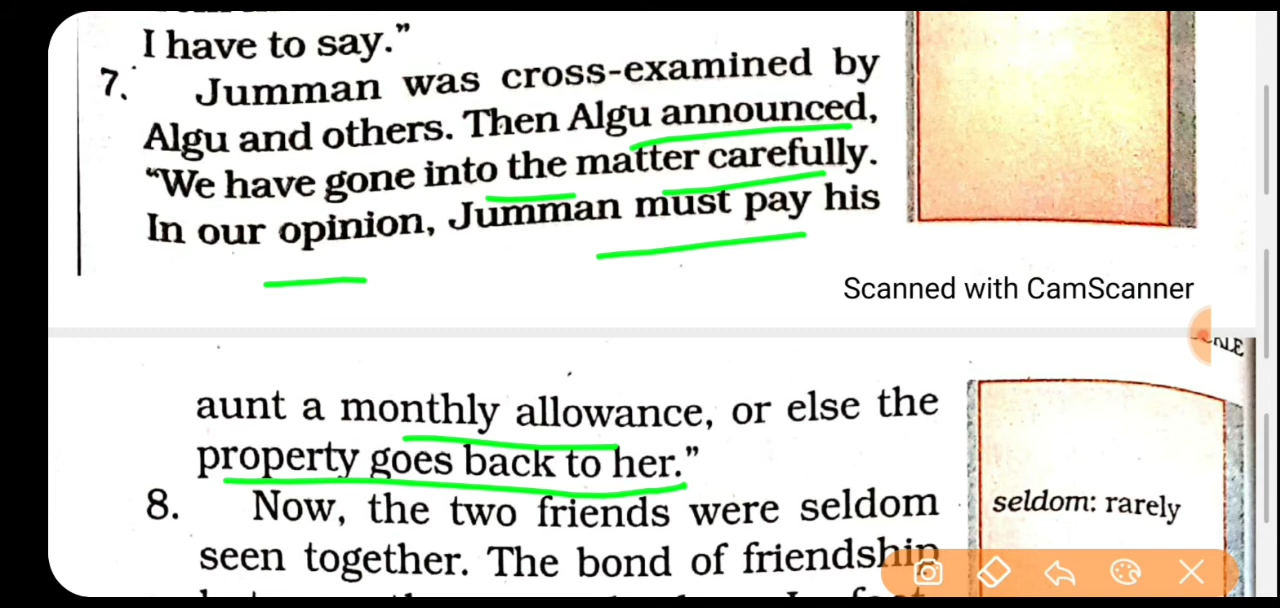 I have to say.”
7. Jumman was cross-examined by
Algu and others. Then Algu announced,
“We have gone into the matter carefully.
In our opinion, Jumman must pay his
Scanned with CamScanner
aunt a monthly allowance, or else the
property goes back to her.”
8. Now, the two friends were seldom
seldom: rarely
seen together. The bond of friendship